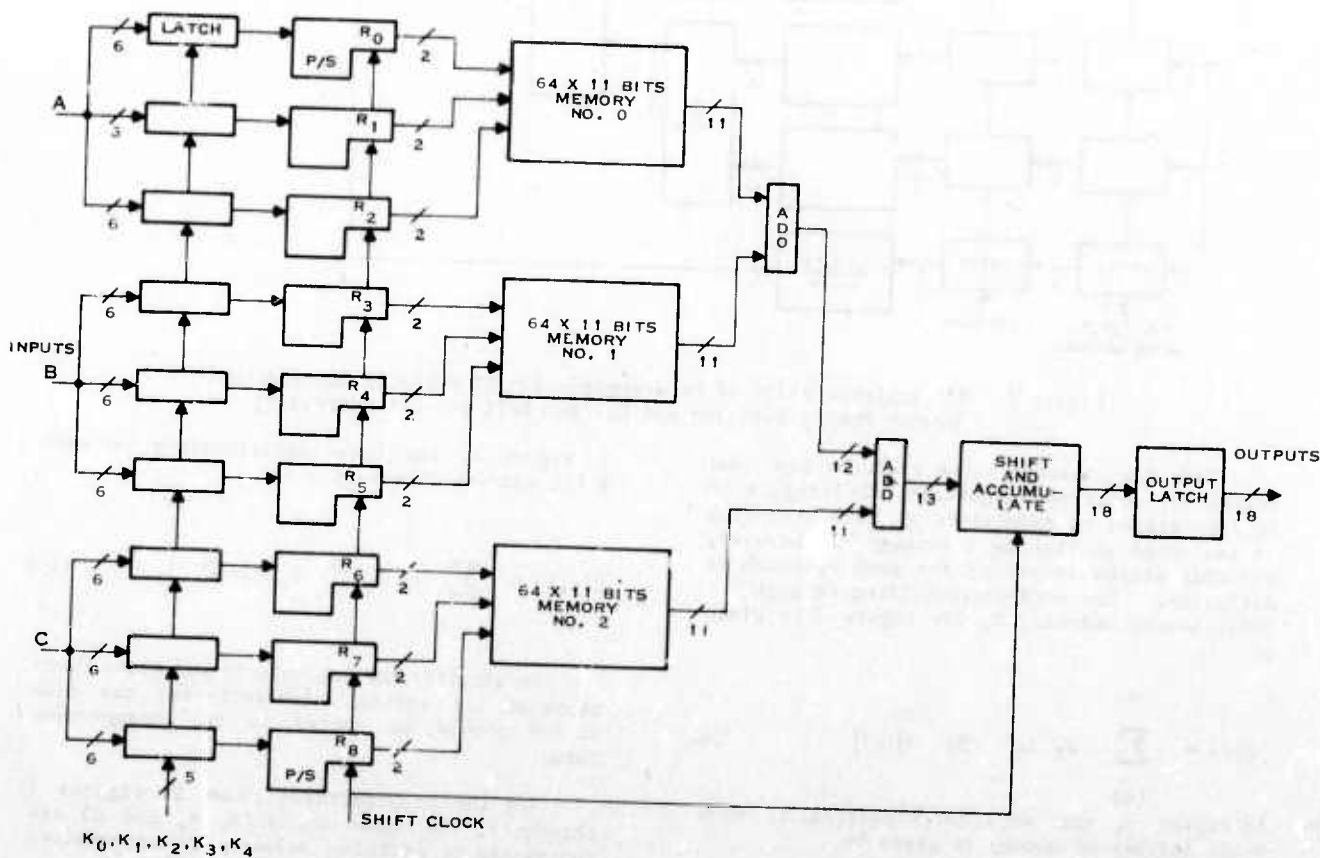 LATCH
6
R0
P/S
2
64 X 11 BITS
MEMORY
NO. 0
11
A
3
R1
2
6
R2
2
ADD
6
R3
2
64 X 11 BITS
MEMORY
NO. 1
11
INPUTS
B
6
R4
2
6
R5
2
12
ADD
13
SHIFT
AND
ACCUMU-
LATE
18
OUTPUT
LATCH
OUTPUTS
18
11
6
R6
2
64 X 11 BITS
MEMORY
NO. 2
11
C
6
R7
2
6
R8
P/S
2
5
SHIFT CLOCK
K0, K1, K2, K3, K4